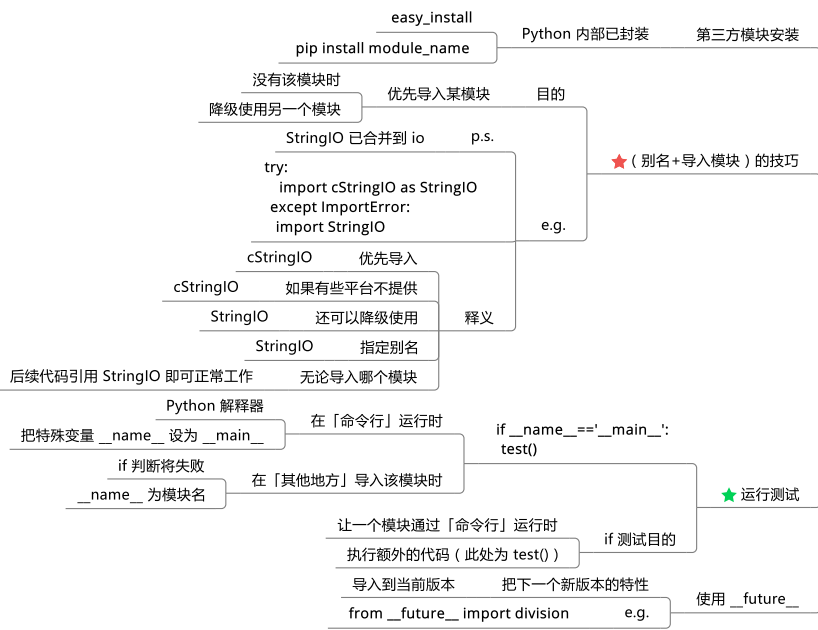 easy_install
pip install module_name
Python 内部已封装
第三方模块安装
没有该模块时
降级使用另一个模块
优先导入某模块
目的
StringIO 已合并到 io
p.s.
try:
import cStringIO as StringIO
except ImportError:
import StringIO
e.g.
(别名+导入模块)的技巧
cStringIO
优先导入
cStringIO
如果有些平台不提供
StringIO
还可以降级使用
释义
StringIO
指定别名
后续代码引用 StringIO 即可正常工作
无论导入哪个模块
Python 解释器
把特殊变量 __name__ 设为 __main__
在「命令行」运行时
if __name__=='__main__':
test()
if 判断将失败
__name__ 为模块名
在「其他地方」导入该模块时
运行测试
让一个模块通过「命令行」运行时
执行额外的代码(此处为 test())
if 测试目的
导入到当前版本
把下一个新版本的特性
使用 __future__
from __future__ import division
e.g.